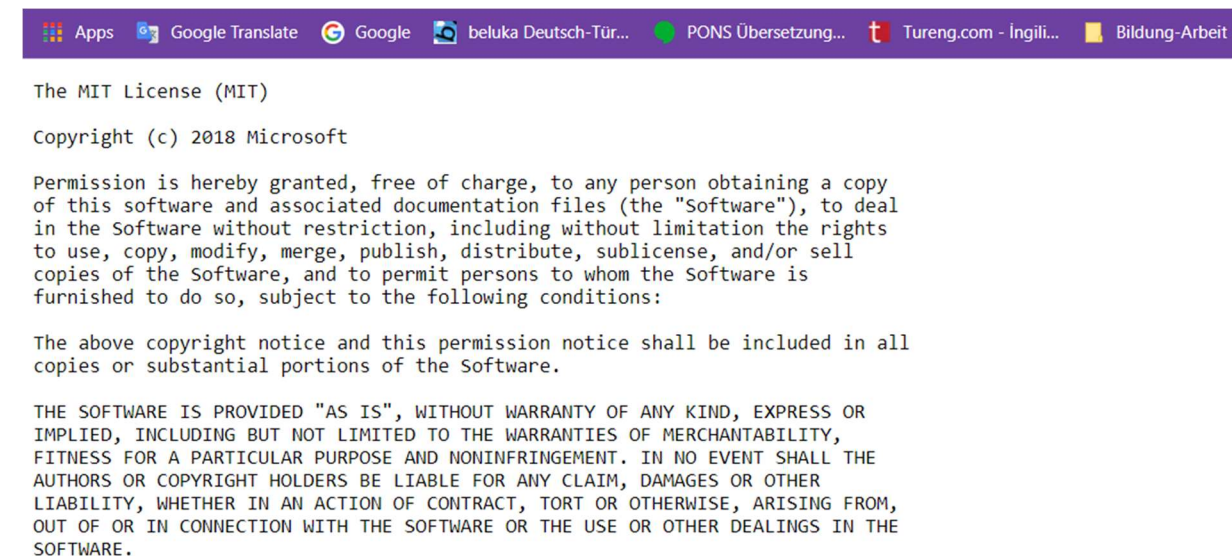 Apps Google Translate Google beluka Deutsch-Tür... PONS Übersetzung... Tureng.com - İngili... Bildung-Arbeit
The MIT License (MIT)
Copyright (c) 2018 Microsoft
Permission is hereby granted, free of charge, to any person obtaining a copy
of this software and associated documentation files (the "Software"), to deal
in the Software without restriction, including without limitation the rights
to use, copy, modify, merge, publish, distribute, sublicense, and/or sell
copies of the Software, and to permit persons to whom the Software is
furnished to do so, subject to the following conditions:
The above copyright notice and this permission notice shall be included in all
copies or substantial portions of the Software.
THE SOFTWARE IS PROVIDED "AS IS", WITHOUT WARRANTY OF ANY KIND, EXPRESS OR
IMPLIED, INCLUDING BUT NOT LIMITED TO THE WARRANTIES OF MERCHANTABILITY,
FITNESS FOR A PARTICULAR PURPOSE AND NONINFRINGEMENT. IN NO EVENT SHALL THE
AUTHORS OR COPYRIGHT HOLDERS BE LIABLE FOR ANY CLAIM, DAMAGES OR OTHER
LIABILITY, WHETHER IN AN ACTION OF CONTRACT, TORT OR OTHERWISE, ARISING FROM,
OUT OF OR IN CONNECTION WITH THE SOFTWARE OR THE USE OR OTHER DEALINGS IN THE
SOFTWARE.